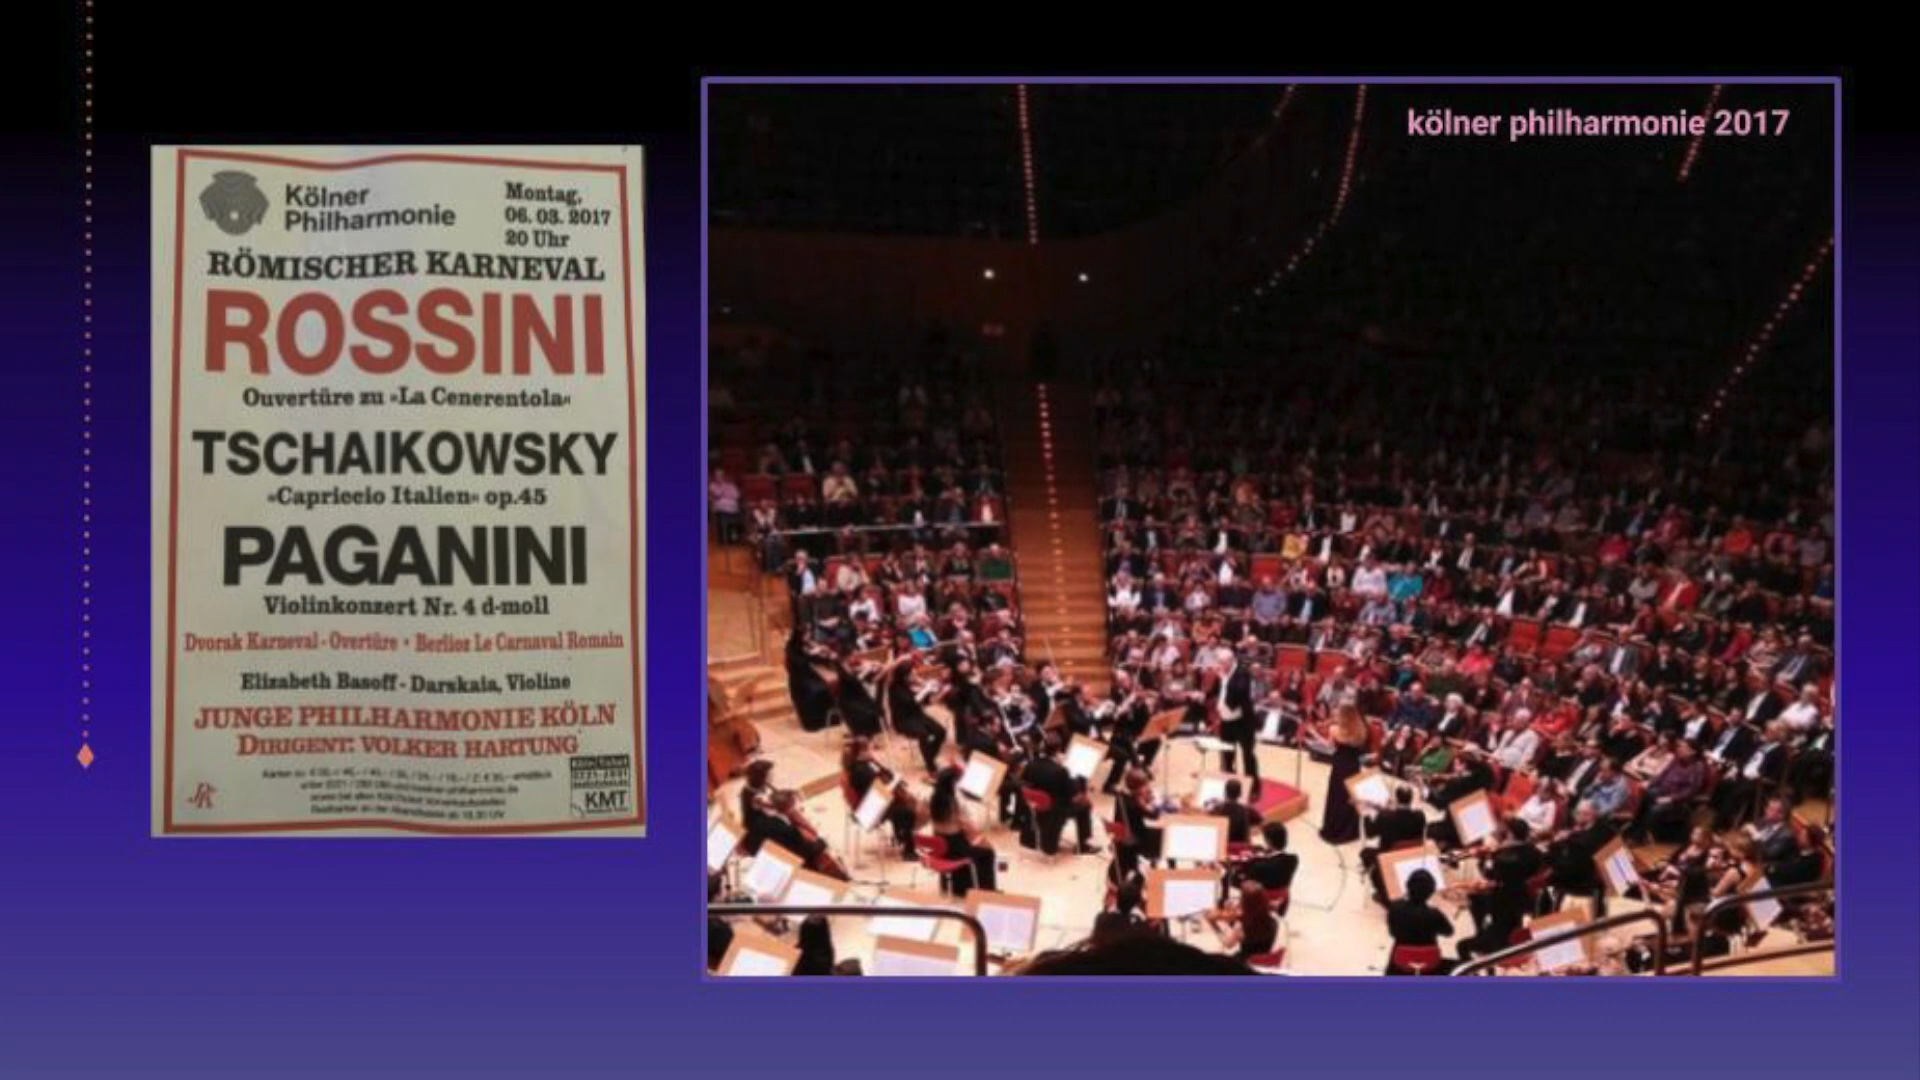 Kölner
Philharmonie
Montag,
06. 03. 2017
20 Uhr
RÖMISCHER KARNEVAL
ROSSINI
Ouvertüre zu »La Cenerentola«
TSCHAIKOWSKY
»Capriccio Italien« op.45
PAGANINI
Violinkonzert Nr. 4 d-moll
Dvorak Karneval - Overtüre • Berlioz Le Carnaval Romain
Elizabeth Basoff - Darskaia, Violine
JUNGE PHILHARMONIE KÖLN
DIRIGENT: VOLKER HARTUNG
KMT
kölner philharmonie 2017